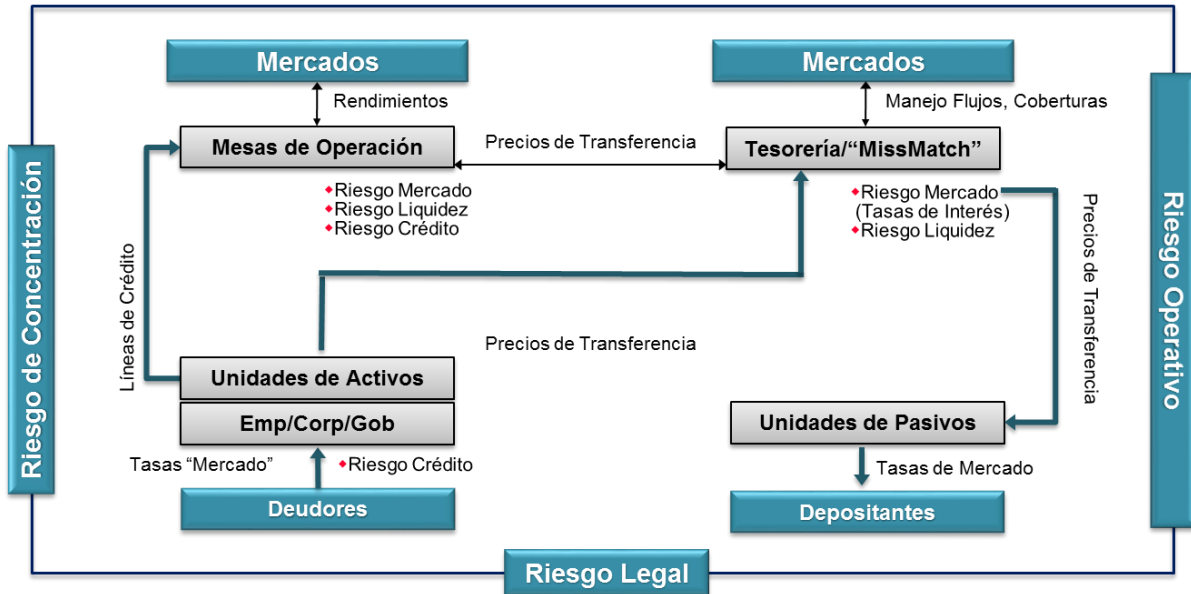 Mercados
Mercados
Rendimientos
Manejo Flujos, Coberturas
Mesas de Operación
Precios de Transferencia
Tesorería/“MissMatch”
Riesgo Mercado
Riesgo Liquidez
Riesgo Crédito
Riesgo Mercado
(Tasas de Interés)
Riesgo Liquidez
Riesgo de Concentración
Líneas de Crédito
Precios de Transferencia
Riesgo Operativo
Precios de Transferencia
Unidades de Activos
Emp/Corp/Gob
Unidades de Pasivos
Tasas “Mercado”
Riesgo Crédito
Tasas de Mercado
Deudores
Depositantes
Riesgo Legal